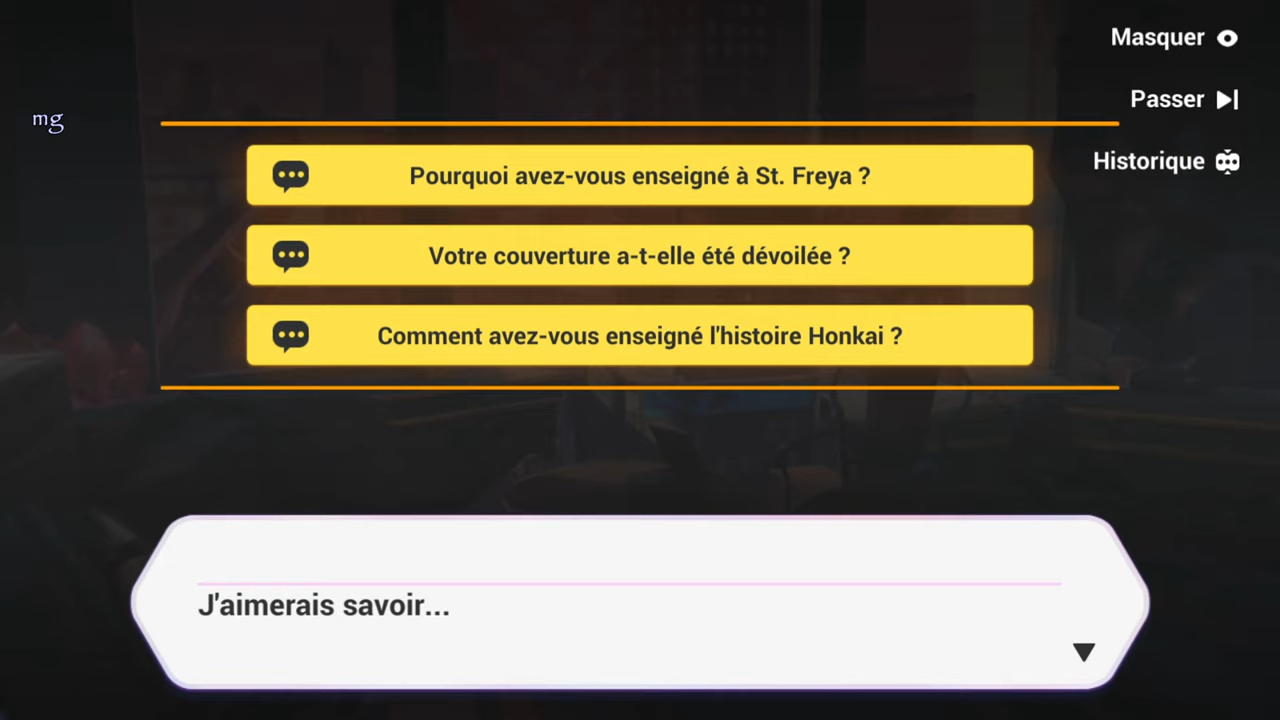 Masquer
mg
Passer
Historique
Pourquoi avez-vous enseigné à St. Freya ?
Votre couverture a-t-elle été dévoilée ?
Comment avez-vous enseigné l'histoire Honkai ?
J'aimerais savoir...